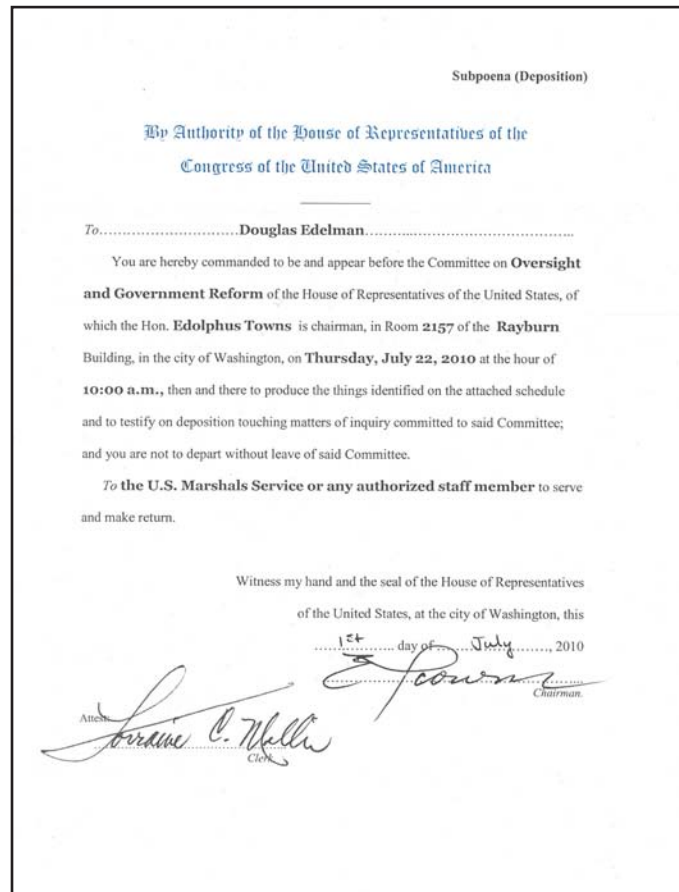 Subpoena (Deposition)
By Authority of the House of Representatives of the
Congress of the United States of America
To............................Douglas Edelman..........................................
You are hereby commanded to be and appear before the Committee on Oversight
and Government Reform of the House of Representatives of the United States, of
which the Hon. Edolphus Towns is chairman, in Room 2157 of the Rayburn
Building, in the city of Washington, on Thursday, July 22, 2010 at the hour of
10:00 a.m., then and there to produce the things identified on the attached schedule
and to testify on deposition touching matters of inquiry committed to said Committee;
and you are not to depart without leave of said Committee.
To the U.S. Marshals Service or any authorized staff member to serve
and make return.
Witness my hand and the seal of the House of Representatives
of the United States, at the city of Washington, this
......1st...... day of....July........, 2010
E Towns
Chairman.
Attest:
Lorraine C. Miller
Clerk